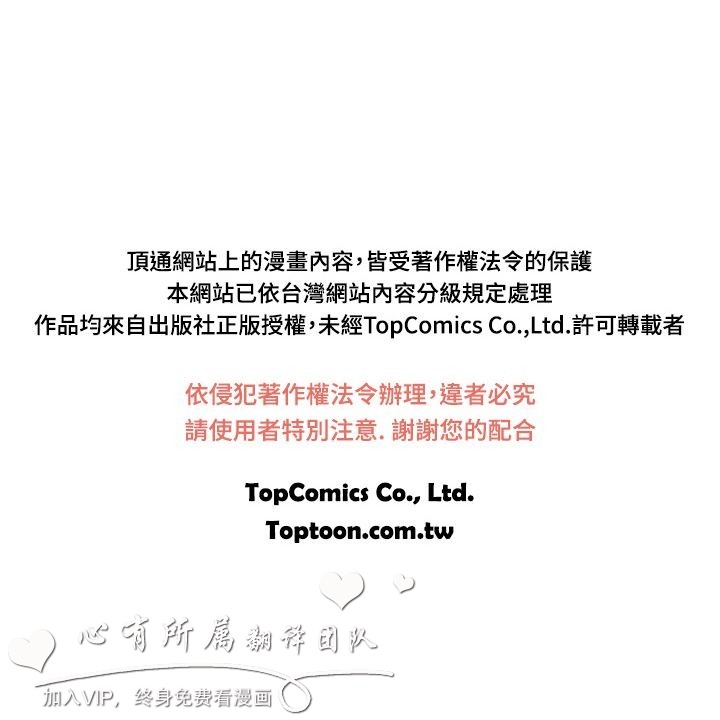 頂通網站上的漫畫內容，皆受著作權法令的保護
本網站已依台灣網站內容分級規定處理
作品均來自出版社正版授權，未經TopComics Co.,Ltd.許可轉載者
依侵犯著作權法令辦理，違者必究
請使用者特別注意. 謝謝您的配合
TopComics Co., Ltd.
Toptoon.com.tw
心有所属翻译团队
加入VIP，终身免费看漫画